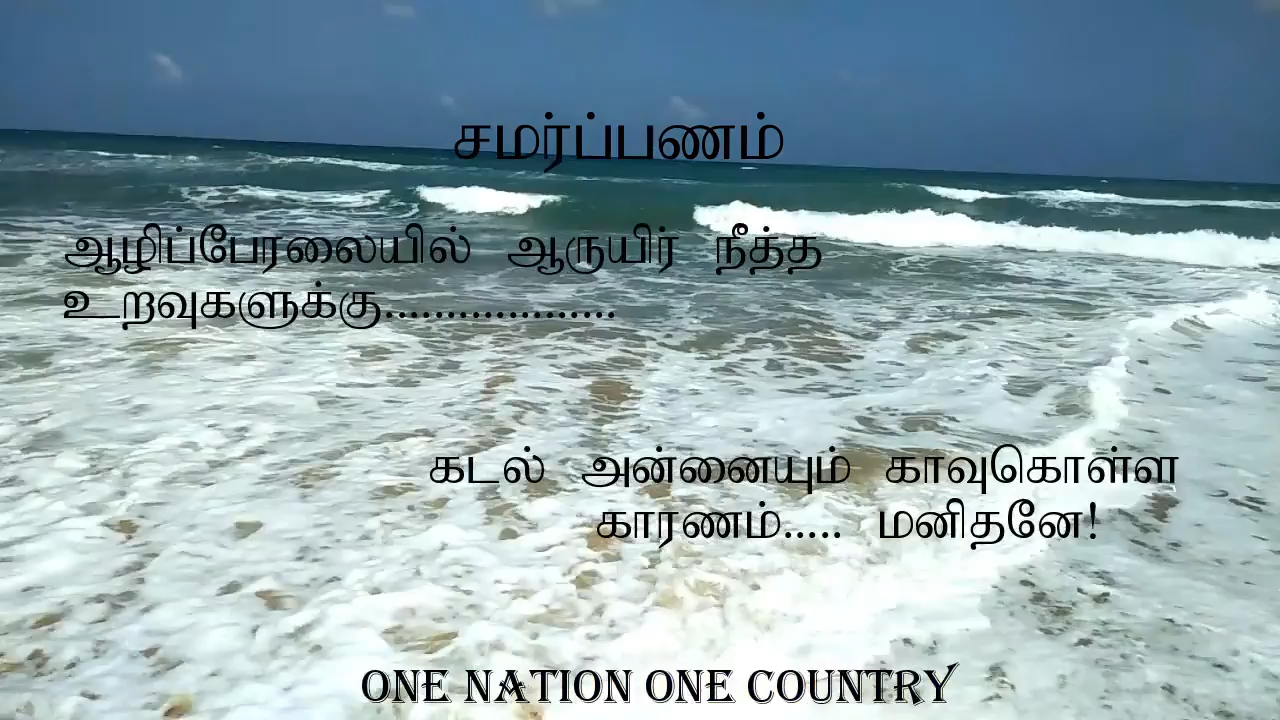 சமர்ப்பணம்
ஆழிப்பேரலையில் ஆருயிர் நீத்த
உறவுகளுக்கு...................
கடல் அன்னையும் காவுகொள்ள
காரணம்..... மனிதனே!
ONE NATION ONE COUNTRY